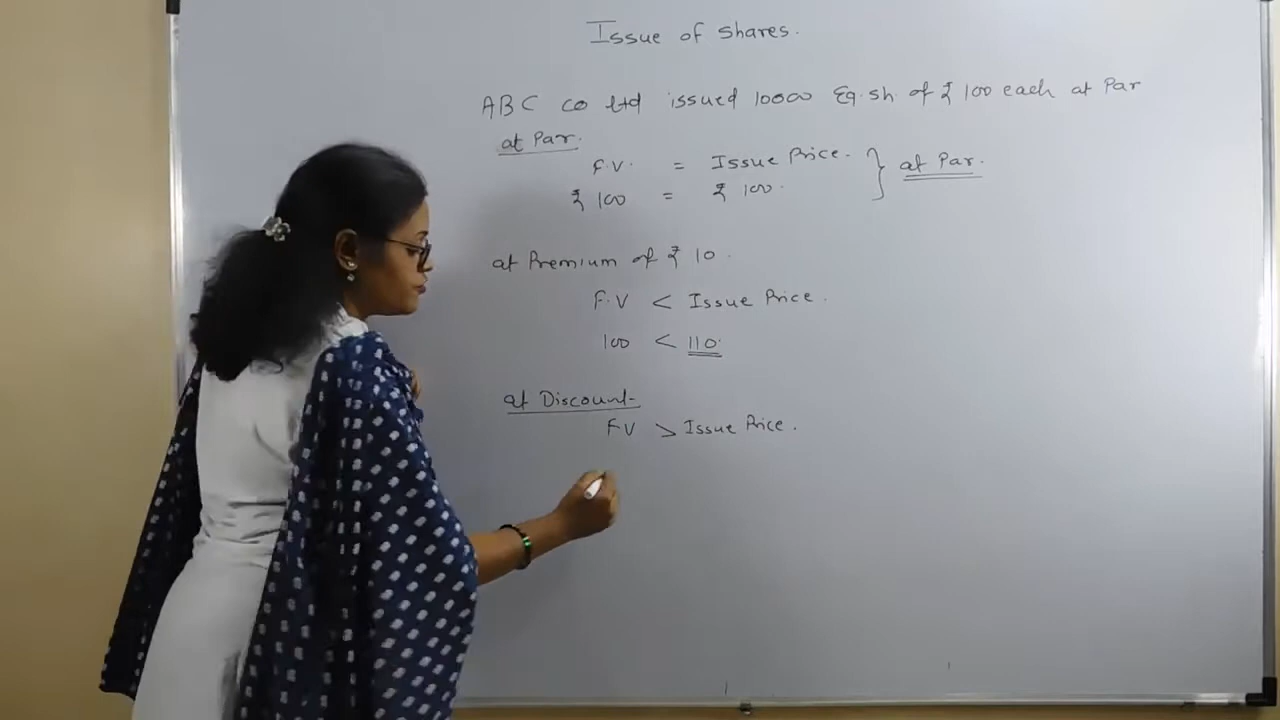 Issue of shares.
ABC co ltd issued 10000 Eq.sh. of ₹ 100 each at Par
at Par.
F.V. = Issue Price.
₹ 100 = ₹ 100.
} at Par.
at Premium of ₹ 10.
F.V < Issue Price.
100 < 110.
at Discount
FV > Issue Price.